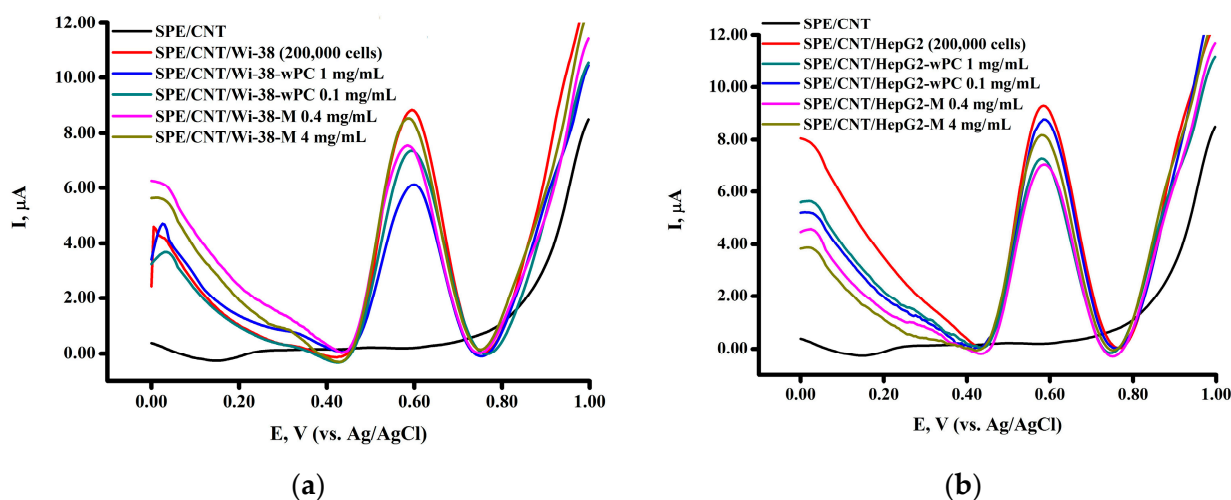 12.00
10.00
8.00
6.00
4.00
2.00
0.00
I, µA
SPE/CNT
SPE/CNT/Wi-38 (200,000 cells)
SPE/CNT/Wi-38-wPC 1 mg/mL
SPE/CNT/Wi-38-wPC 0.1 mg/mL
SPE/CNT/Wi-38-M 0.4 mg/mL
SPE/CNT/Wi-38-M 4 mg/mL
0.00 0.20 0.40 0.60 0.80 1.00
E, V (vs. Ag/AgCl)
(a)
12.00
10.00
8.00
6.00
4.00
2.00
0.00
I, µA
SPE/CNT
SPE/CNT/HepG2 (200,000 cells)
SPE/CNT/HepG2-wPC 1 mg/mL
SPE/CNT/HepG2-wPC 0.1 mg/mL
SPE/CNT/HepG2-M 0.4 mg/mL
SPE/CNT/HepG2-M 4 mg/mL
0.00 0.20 0.40 0.60 0.80 1.00
E, V (vs. Ag/AgCl)
(b)